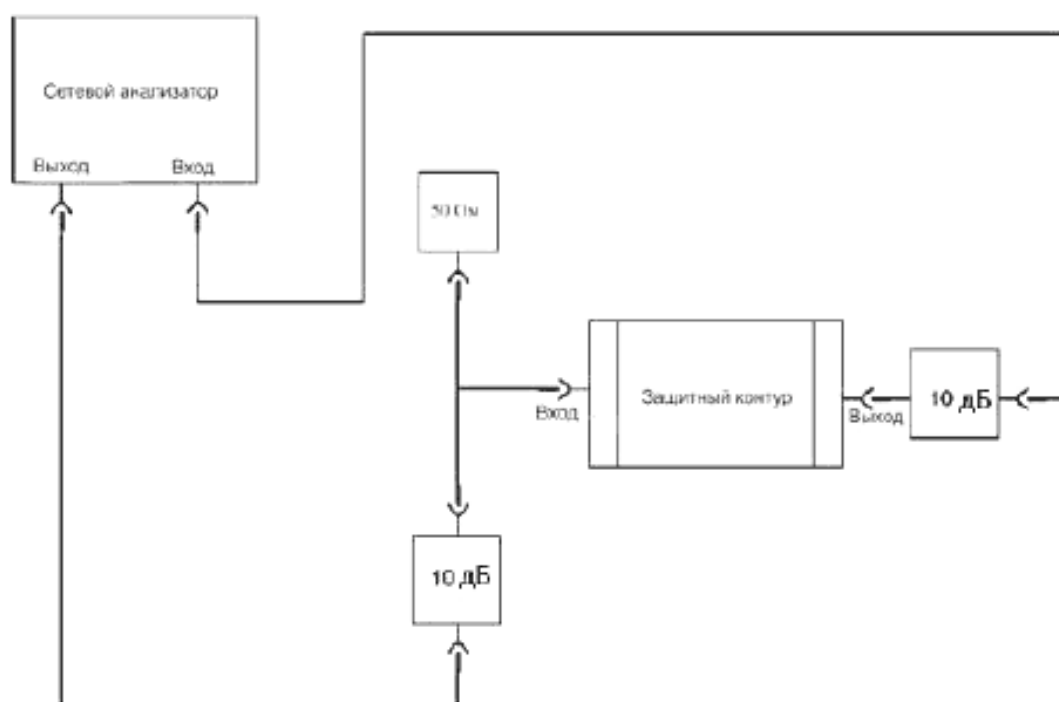 Сетевой анализатор
Выход
Вход
50 Ом
Вход
Защитный контур
Выход
10 дБ
10 дБ